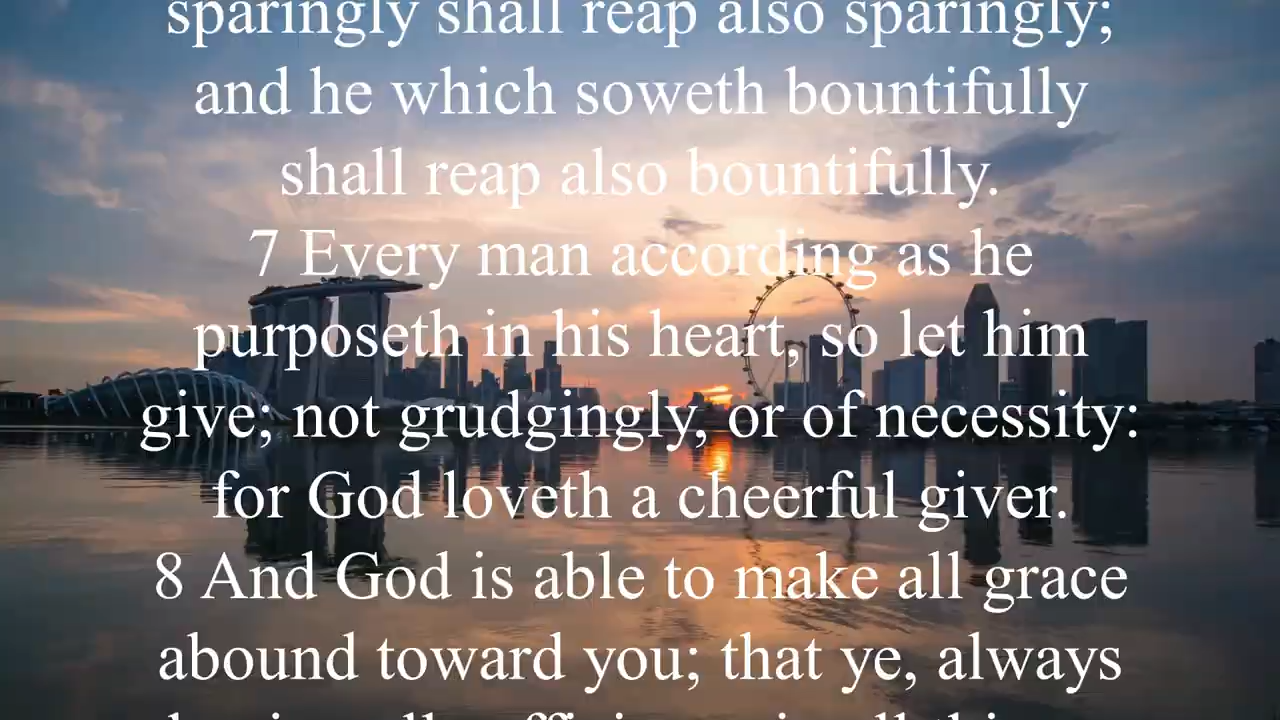 sparingly shall reap also sparingly;
and he which soweth bountifully
shall reap also bountifully.
7 Every man according as he
purposeth in his heart, so let him
give; not grudgingly, or of necessity:
for God loveth a cheerful giver.
8 And God is able to make all grace
abound toward you; that ye, always